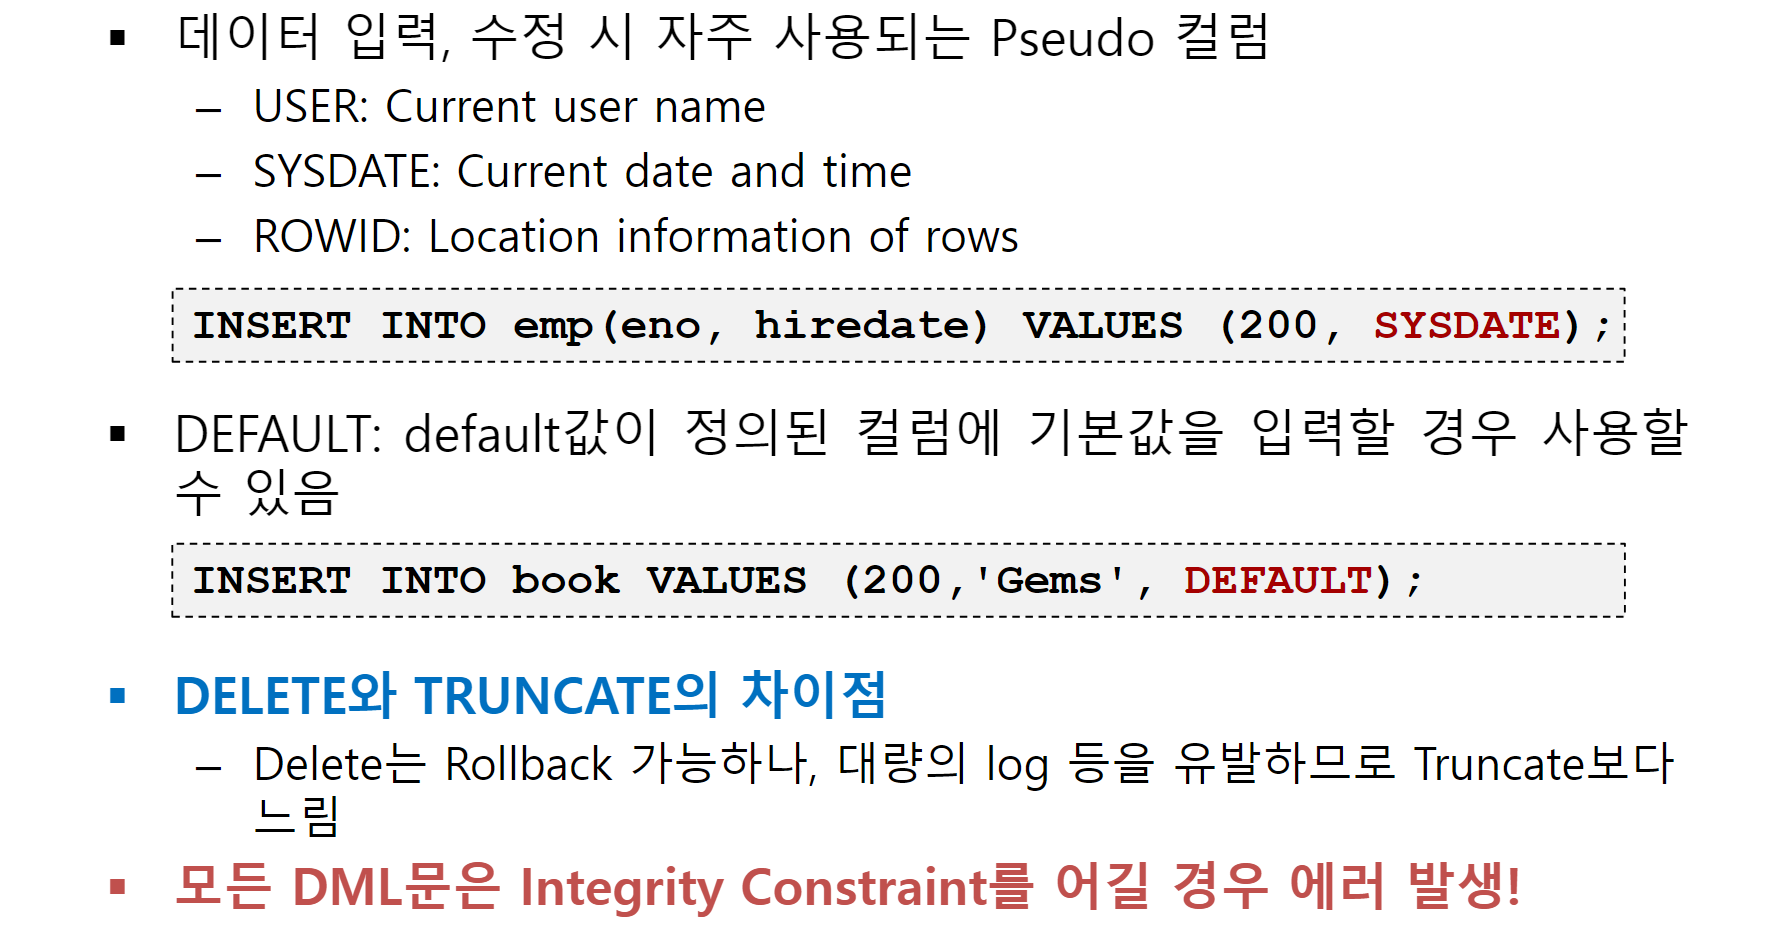 ▪ 데이터 입력, 수정 시 자주 사용되는 Pseudo 컬럼
– USER: Current user name
– SYSDATE: Current date and time
– ROWID: Location information of rows
INSERT INTO emp(eno, hiredate) VALUES (200, SYSDATE);
▪ DEFAULT: default값이 정의된 컬럼에 기본값을 입력할 경우 사용할
수 있음
INSERT INTO book VALUES (200,'Gems', DEFAULT);
▪ DELETE와 TRUNCATE의 차이점
– Delete는 Rollback 가능하나, 대량의 log 등을 유발하므로 Truncate보다
느림
▪ 모든 DML문은 Integrity Constraint를 어길 경우 에러 발생!